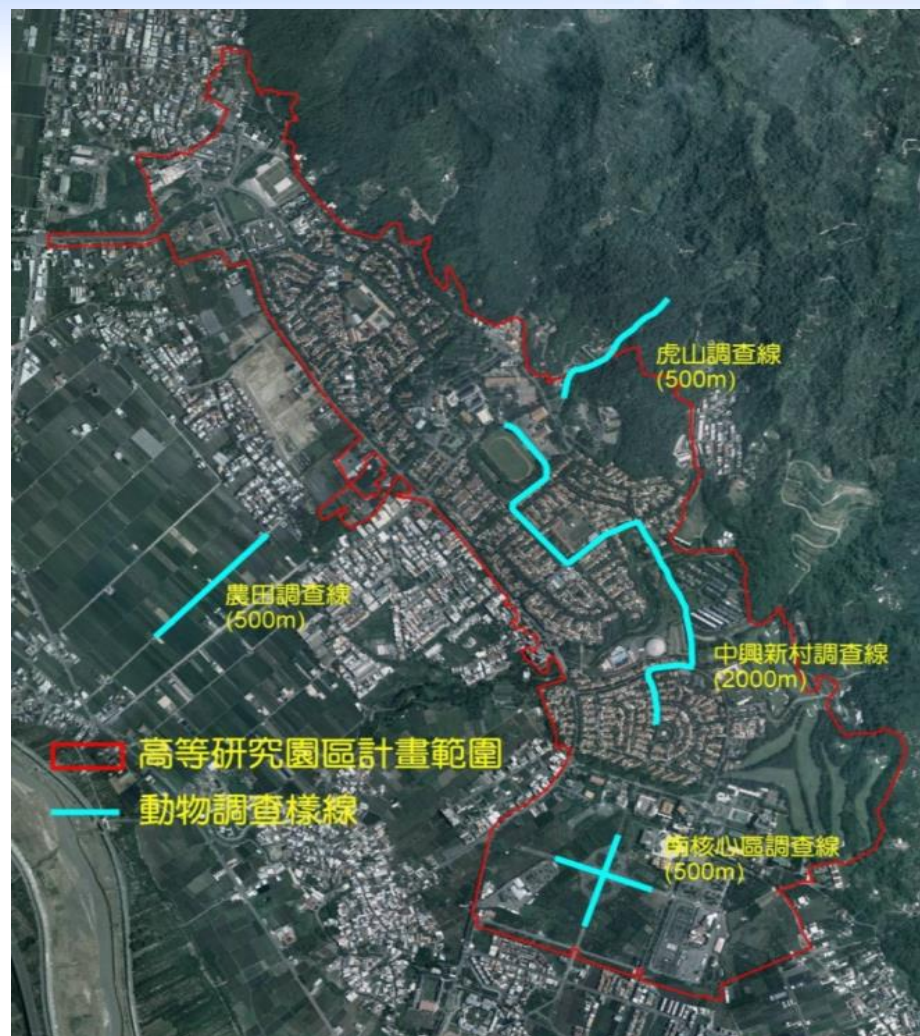 虎山調查線
(500m)
農田調查線
(500m)
中興新村調查線
(2000m)
高等研究園區計畫範圍
動物調查樣線
南核心區調查線
(500m)